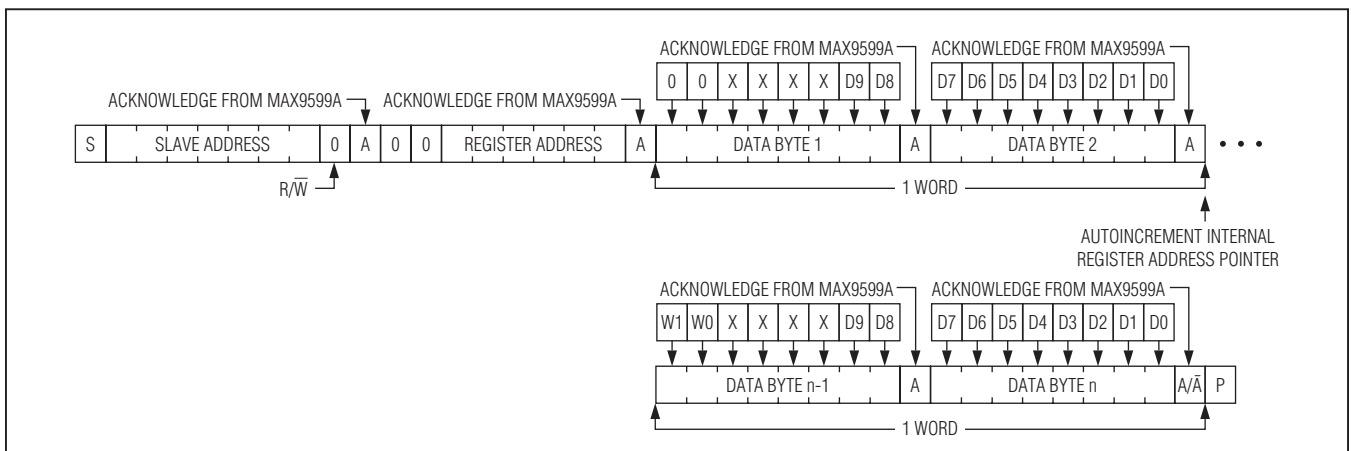 ACKNOWLEDGE FROM MAX9599A ACKNOWLEDGE FROM MAX9599A
0 0 X X X X D9 D8 D7 D6 D5 D4 D3 D2 D1 D0
ACKNOWLEDGE FROM MAX9599A ACKNOWLEDGE FROM MAX9599A
S SLAVE ADDRESS 0 A 0 0 REGISTER ADDRESS A DATA BYTE 1 A DATA BYTE 2 A • • •
R/W̅ 1 WORD
AUTOINCREMENT INTERNAL
REGISTER ADDRESS POINTER
ACKNOWLEDGE FROM MAX9599A ACKNOWLEDGE FROM MAX9599A
W1 W0 X X X X D9 D8 D7 D6 D5 D4 D3 D2 D1 D0
DATA BYTE n-1 A DATA BYTE n A/A̅ P
1 WORD